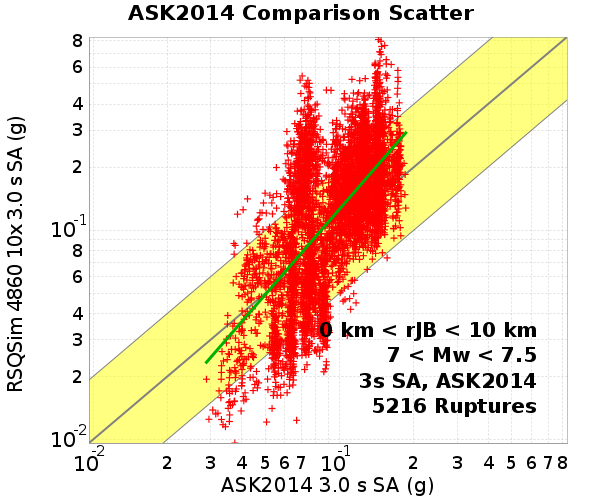 ASK2014 Comparison Scatter
8
6
4
3
2
10-1
8
6
4
3
2
10-2
RSQSim 4860 10x 3.0 s SA (g)
0 km < rJB < 10 km
7 < Mw < 7.5
3s SA, ASK2014
5216 Ruptures
10-2 2 3 4 5 6 7 10-1 2 3 4 5 6 7 8
ASK2014 3.0 s SA (g)